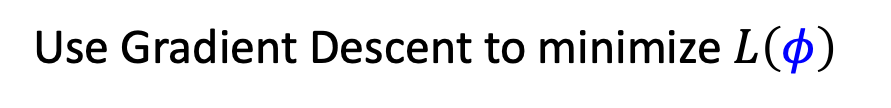 Use Gradient Descent to minimize 𝐿(𝜙)